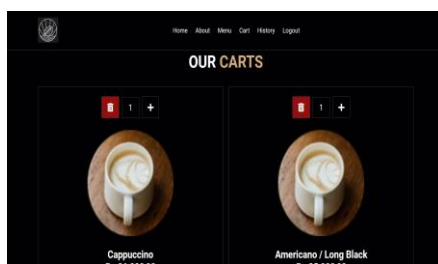 Home About Menu Cart History Logout
OUR CARTS
1
1
Cappuccino
Americano / Long Black